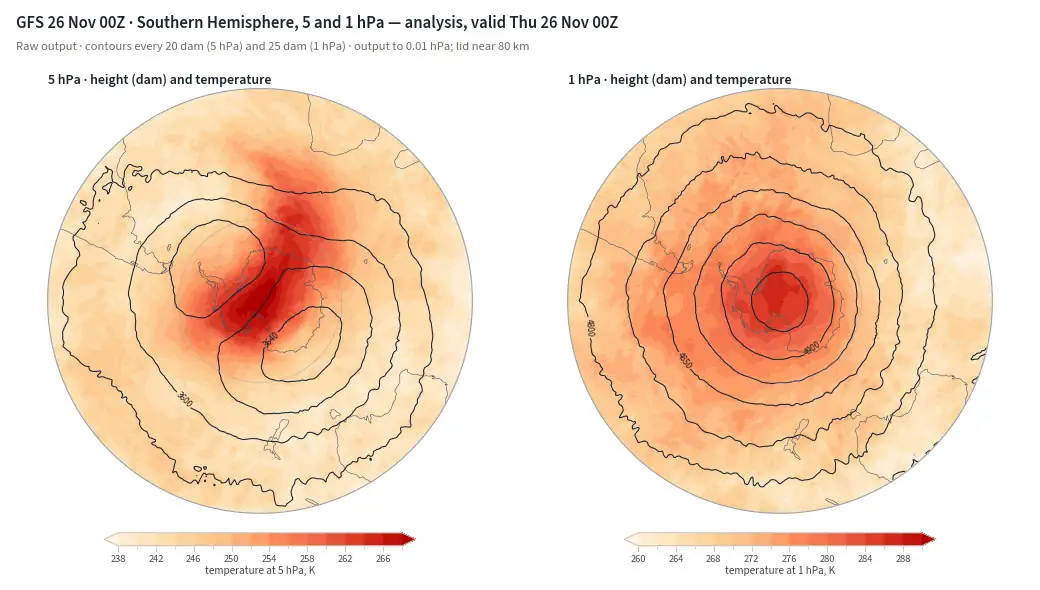 GFS 26 Nov 00Z · Southern Hemisphere, 5 and 1 hPa — analysis, valid Thu 26 Nov 00Z
Raw output · contours every 20 dam (5 hPa) and 25 dam (1 hPa) · output to 0.01 hPa; lid near 80 km
5 hPa · height (dam) and temperature
1 hPa · height (dam) and temperature
3640
3600
4800
4850
4900
238 242 246 250 254 258 262 266
temperature at 5 hPa, K
260 264 268 272 276 280 284 288
temperature at 1 hPa, K